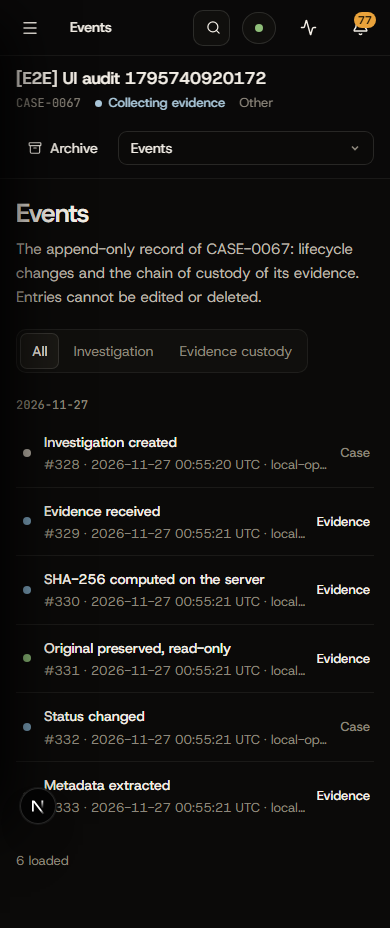 Events
77
[E2E] UI audit 1795740920172
CASE-0067 Collecting evidence Other
Archive Events
Events
The append-only record of CASE-0067: lifecycle
changes and the chain of custody of its evidence.
Entries cannot be edited or deleted.
All Investigation Evidence custody
2026-11-27
Investigation created
#328 · 2026-11-27 00:55:20 UTC · local-op… Case
Evidence received
#329 · 2026-11-27 00:55:21 UTC · local… Evidence
SHA-256 computed on the server
#330 · 2026-11-27 00:55:21 UTC · local… Evidence
Original preserved, read-only
#331 · 2026-11-27 00:55:21 UTC · local… Evidence
Status changed
#332 · 2026-11-27 00:55:21 UTC · local-op… Case
Metadata extracted
N 333 · 2026-11-27 00:55:21 UTC · local… Evidence
6 loaded